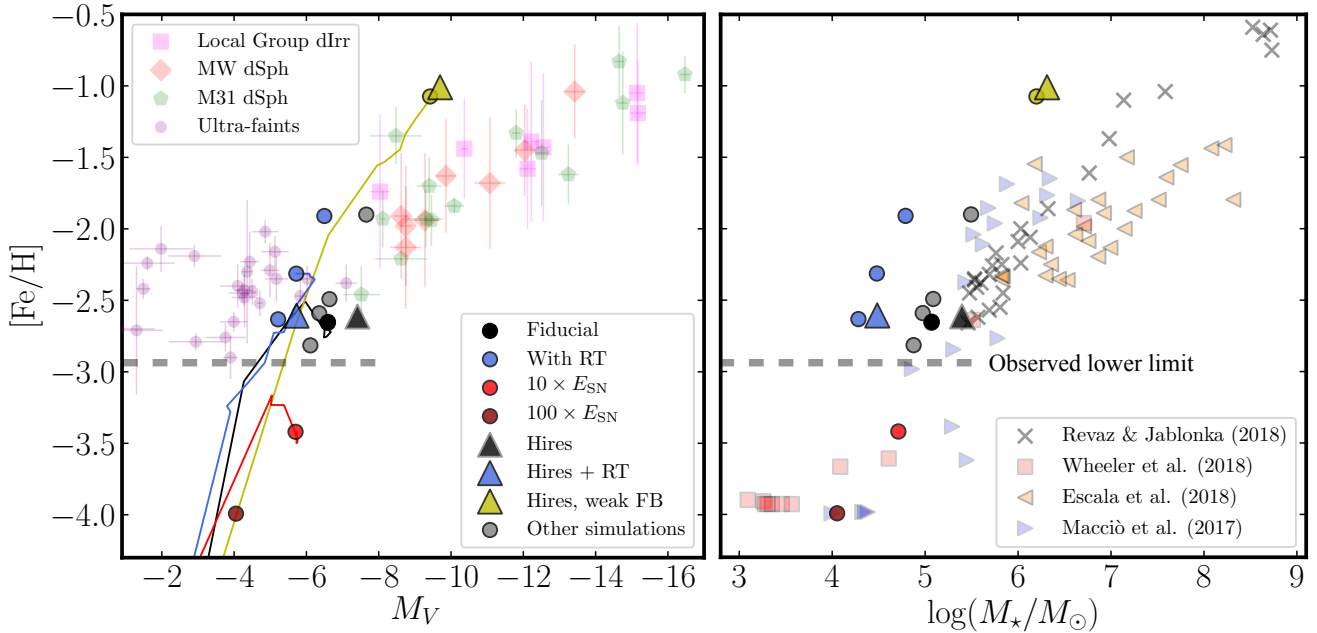 −0.5
−1.0
−1.5
−2.0
−2.5
−3.0
−3.5
−4.0
[Fe/H]
Local Group dIrr
MW dSph
M31 dSph
Ultra-faints
Fiducial
With RT
10 × E_SN
100 × E_SN
Hires
Hires + RT
Hires, weak FB
Other simulations
−2 −4 −6 −8 −10 −12 −14 −16
M_V
Observed lower limit
Revaz & Jablonka (2018)
Wheeler et al. (2018)
Escala et al. (2018)
Macciò et al. (2017)
3 4 5 6 7 8 9
log(M⋆/M⊙)